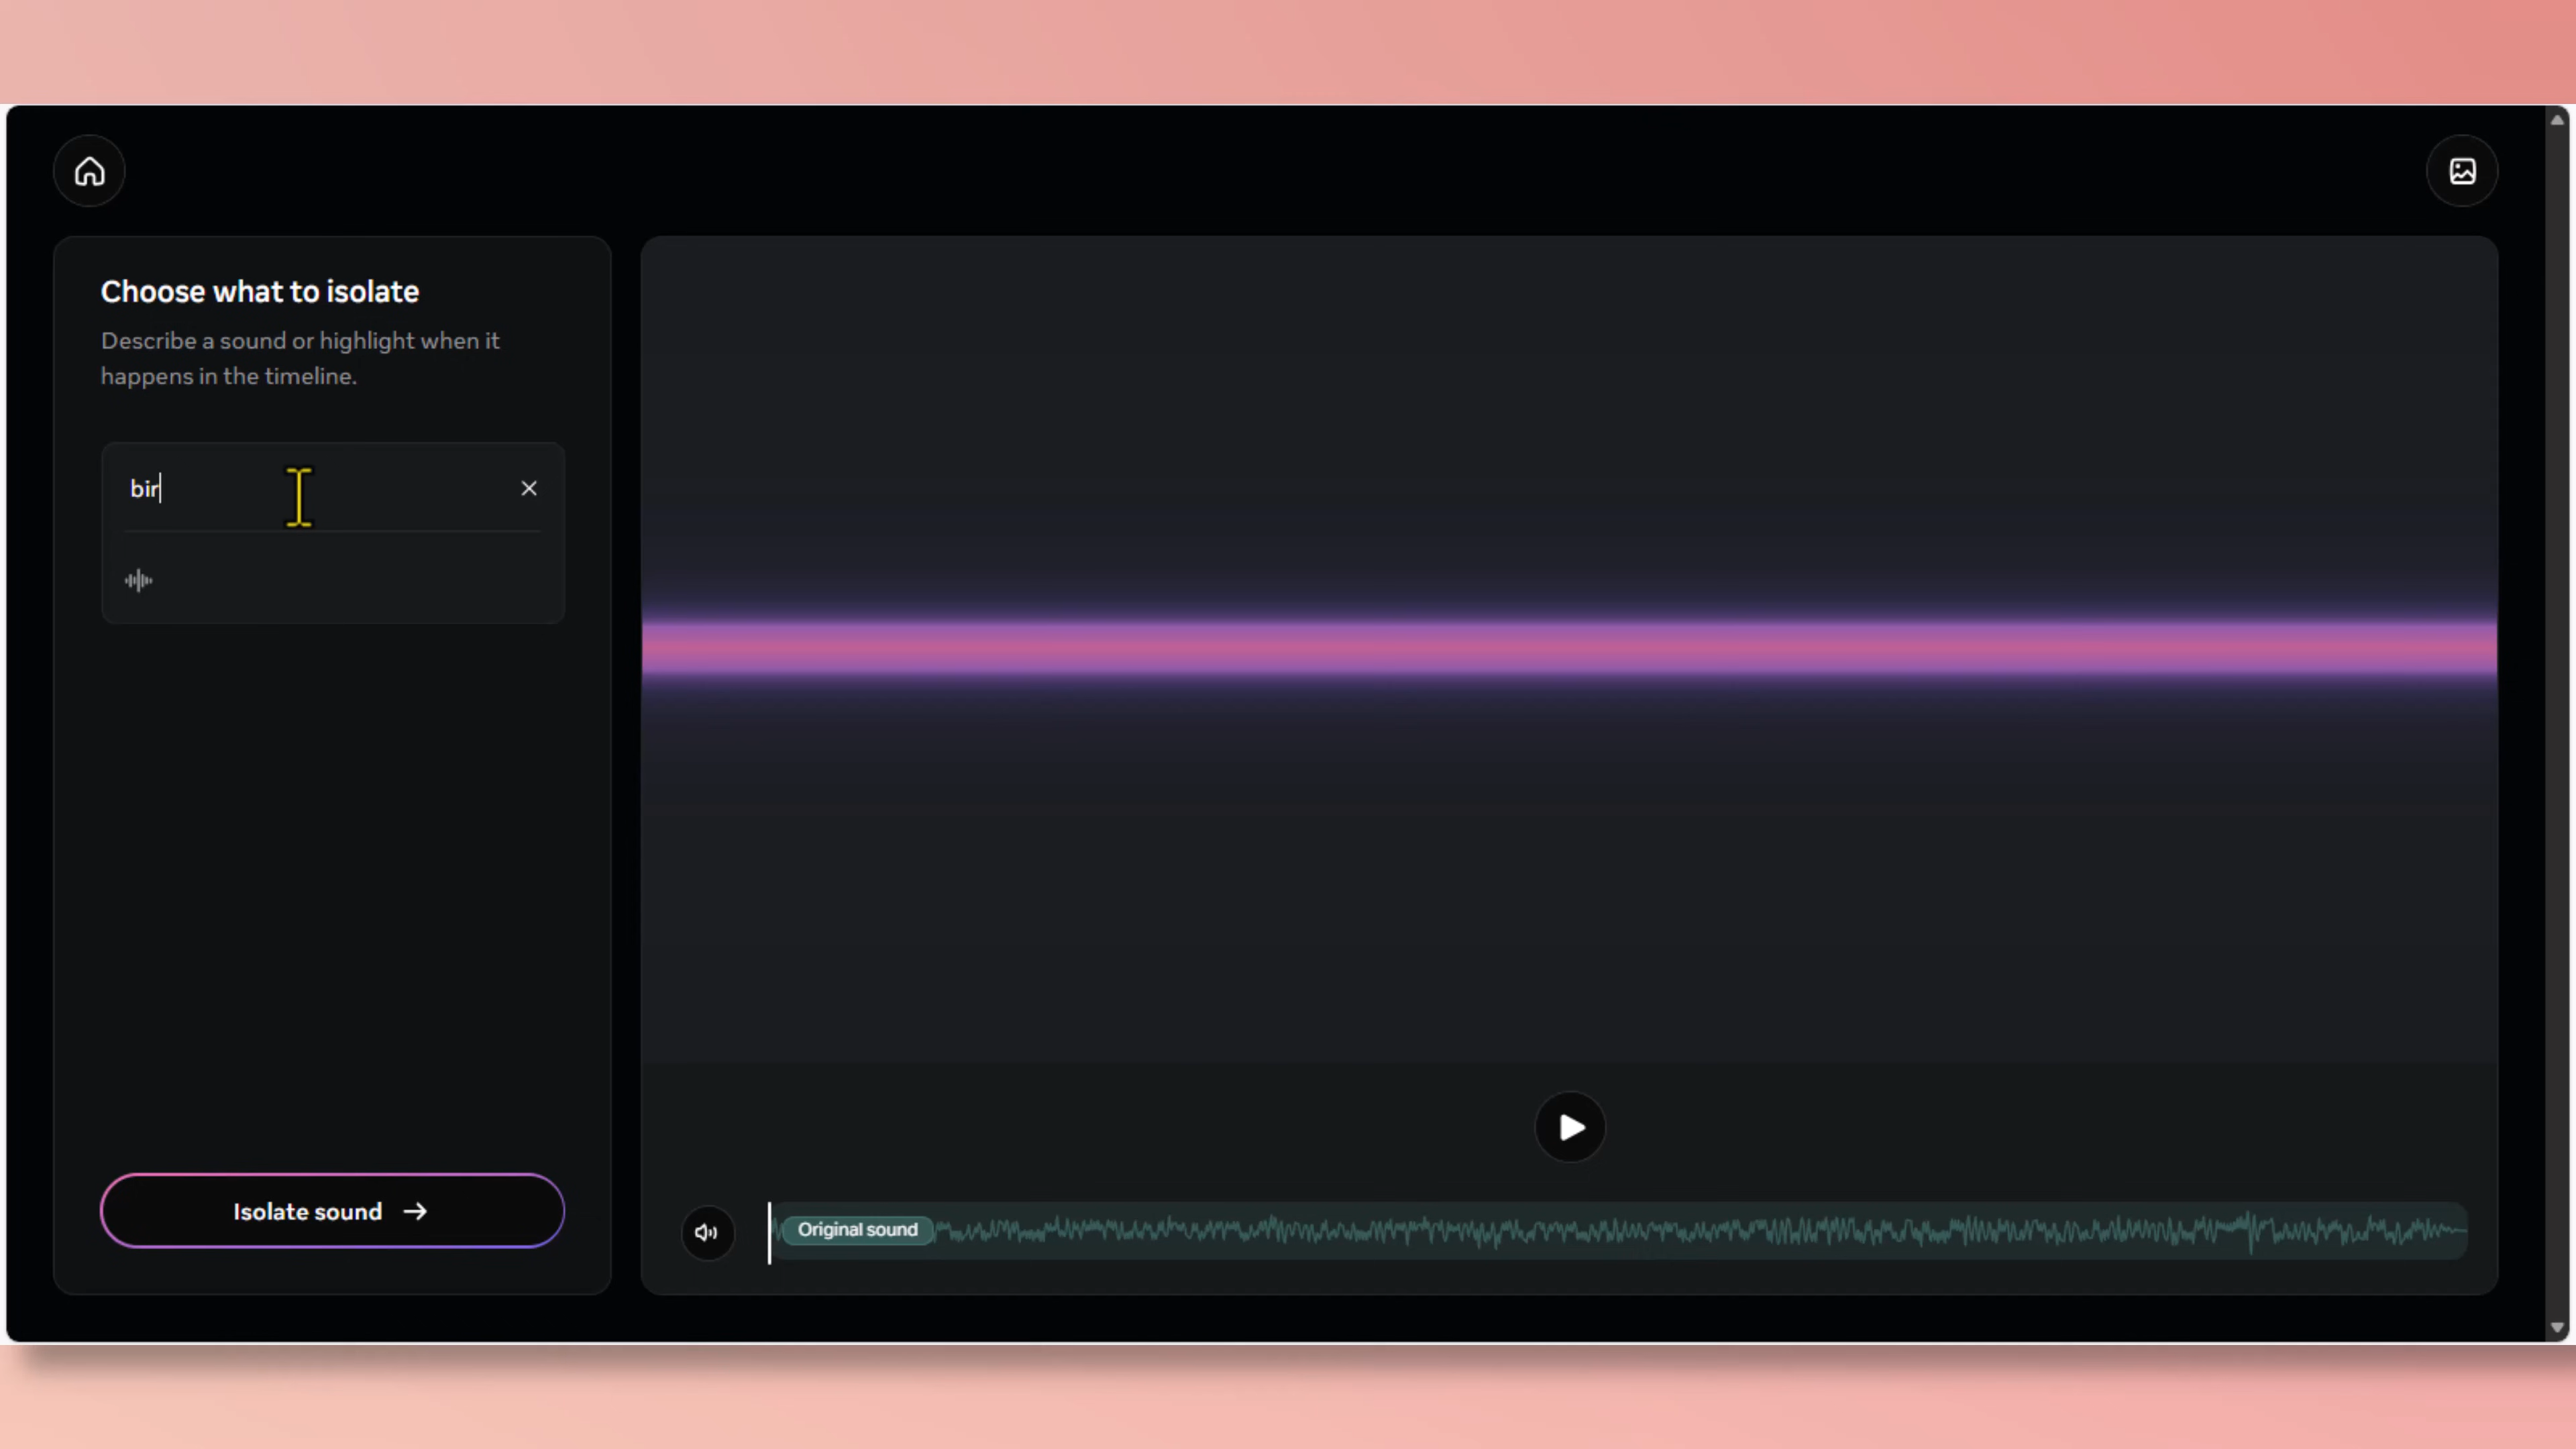 Choose what to isolate
Describe a sound or highlight when it
happens in the timeline.
bir
Isolate sound
Original sound